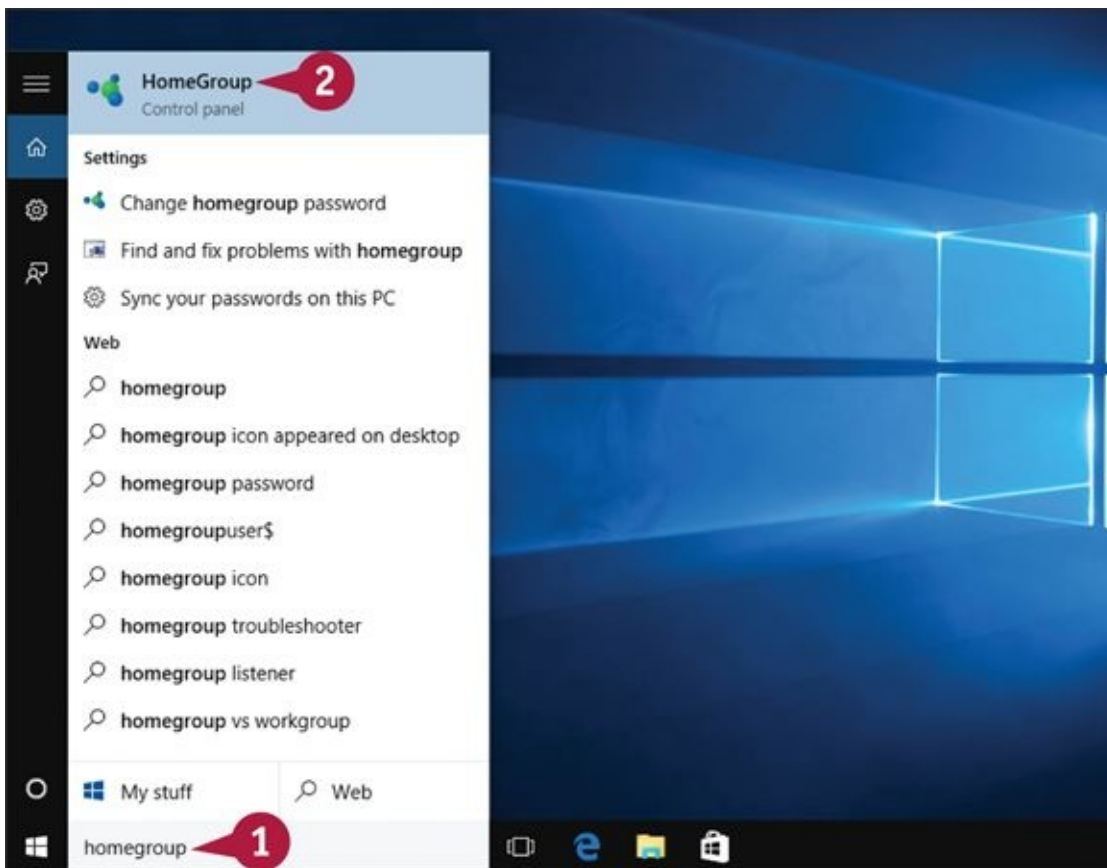 HomeGroup
2
Control panel
Settings
Change homegroup password
Find and fix problems with homegroup
Sync your passwords on this PC
Web
homegroup
homegroup icon appeared on desktop
homegroup password
homegroupuser$
homegroup icon
homegroup troubleshooter
homegroup listener
homegroup vs workgroup
My stuff
Web
homegroup
1